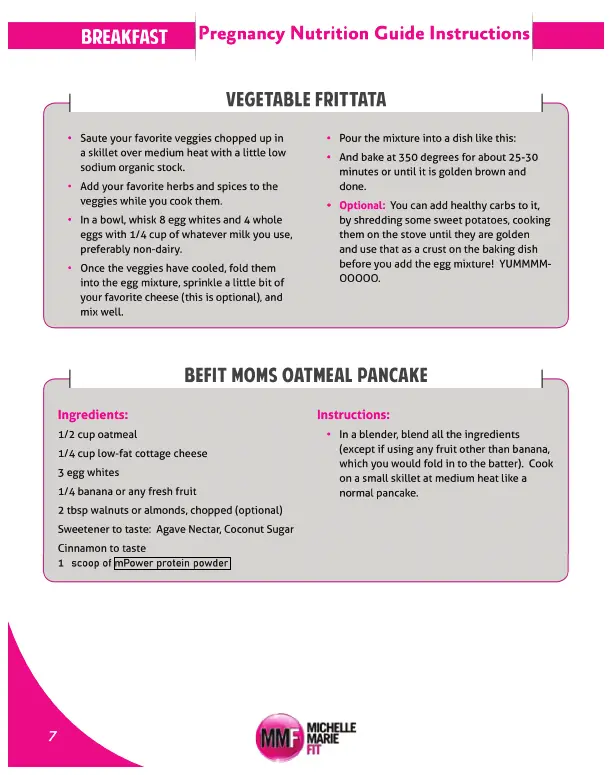 BREAKFAST
Pregnancy Nutrition Guide Instructions
VEGETABLE FRITTATA
• Saute your favorite veggies chopped up in
a skillet over medium heat with a little low
sodium organic stock.
• Add your favorite herbs and spices to the
veggies while you cook them.
• In a bowl, whisk 8 egg whites and 4 whole
eggs with 1/4 cup of whatever milk you use,
preferably non-dairy.
• Once the veggies have cooled, fold them
into the egg mixture, sprinkle a little bit of
your favorite cheese (this is optional), and
mix well.
• Pour the mixture into a dish like this:
• And bake at 350 degrees for about 25-30
minutes or until it is golden brown and
done.
• Optional: You can add healthy carbs to it,
by shredding some sweet potatoes, cooking
them on the stove until they are golden
and use that as a crust on the baking dish
before you add the egg mixture! YUMMMM-
OOOOO.
BEFIT MOMS OATMEAL PANCAKE
Ingredients:
1/2 cup oatmeal
1/4 cup low-fat cottage cheese
3 egg whites
1/4 banana or any fresh fruit
2 tbsp walnuts or almonds, chopped (optional)
Sweetener to taste: Agave Nectar, Coconut Sugar
Cinnamon to taste
1 scoop of mPower protein powder
Instructions:
• In a blender, blend all the ingredients
(except if using any fruit other than banana,
which you would fold in to the batter). Cook
on a small skillet at medium heat like a
normal pancake.
7
MMF
MICHELLE
MARIE
FIT